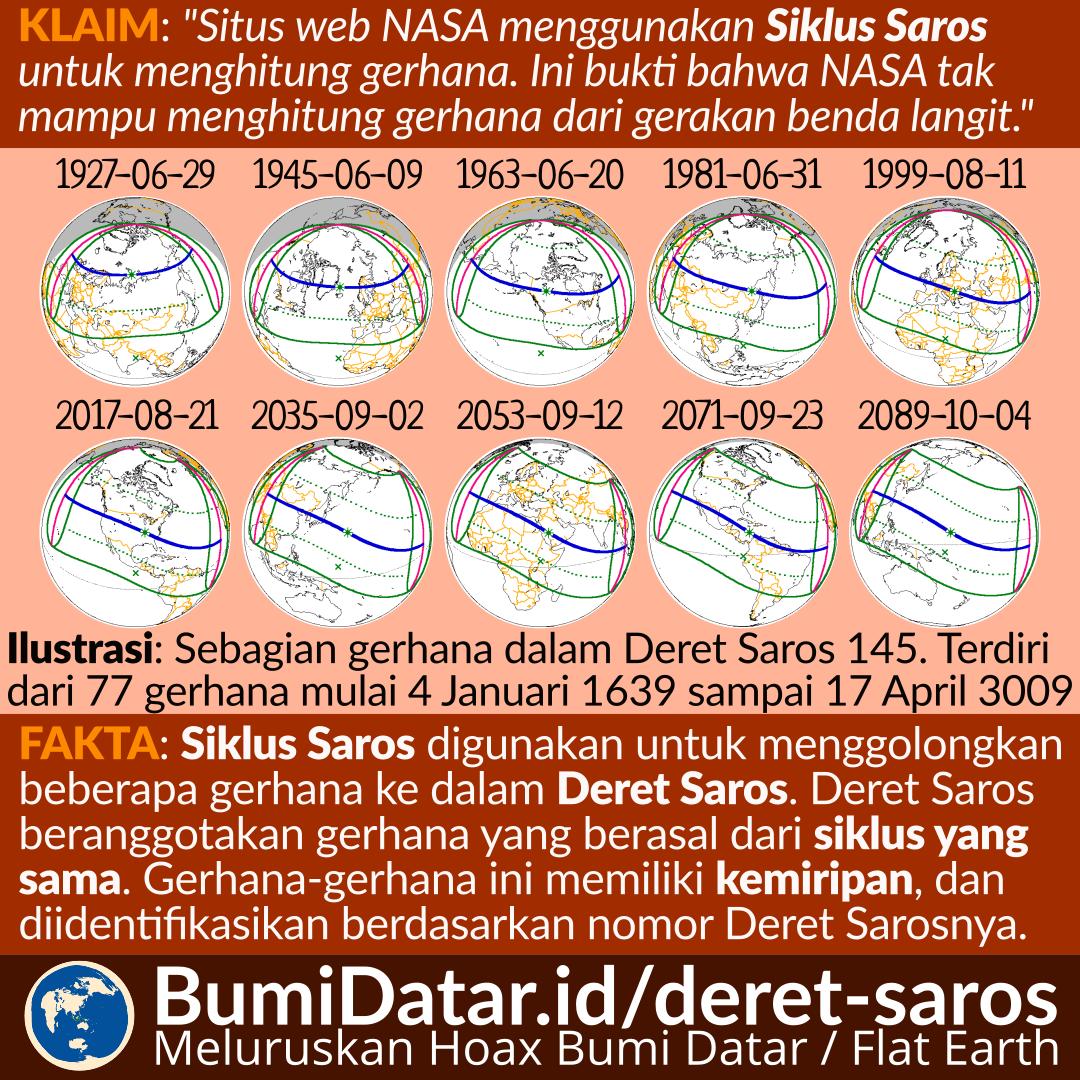 KLAIM: "Situs web NASA menggunakan Siklus Saros
untuk menghitung gerhana. Ini bukti bahwa NASA tak
mampu menghitung gerhana dari gerakan benda langit."
1927-06-29 1945-06-09 1963-06-20 1981-06-31 1999-08-11
2017-08-21 2035-09-02 2053-09-12 2071-09-23 2089-10-04
Ilustrasi: Sebagian gerhana dalam Deret Saros 145. Terdiri
dari 77 gerhana mulai 4 Januari 1639 sampai 17 April 3009
FAKTA: Siklus Saros digunakan untuk menggolongkan
beberapa gerhana ke dalam Deret Saros. Deret Saros
beranggotakan gerhana yang berasal dari siklus yang
sama. Gerhana-gerhana ini memiliki kemiripan, dan
diidentifikasikan berdasarkan nomor Deret Sarosnya.
BumiDatar.id/deret-saros
Meluruskan Hoax Bumi Datar / Flat Earth